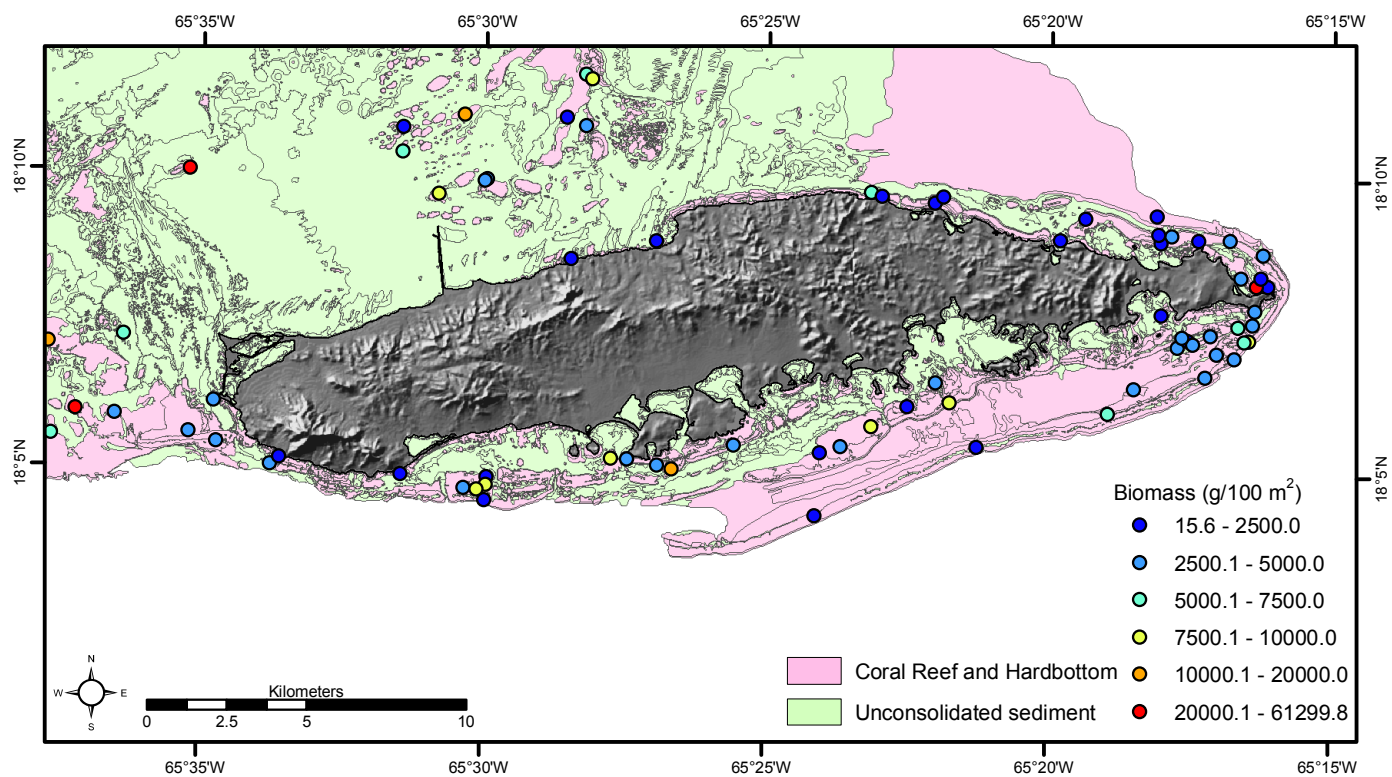 65°35'W 65°30'W 65°25'W 65°20'W 65°15'W
18°10'N 18°10'N
18°5'N 18°5'N
Biomass (g/100 m²)
15.6 - 2500.0
2500.1 - 5000.0
5000.1 - 7500.0
7500.1 - 10000.0
10000.1 - 20000.0
20000.1 - 61299.8
Coral Reef and Hardbottom
Unconsolidated sediment
N
W E
S
Kilometers
0 2.5 5 10
65°35'W 65°30'W 65°25'W 65°20'W 65°15'W